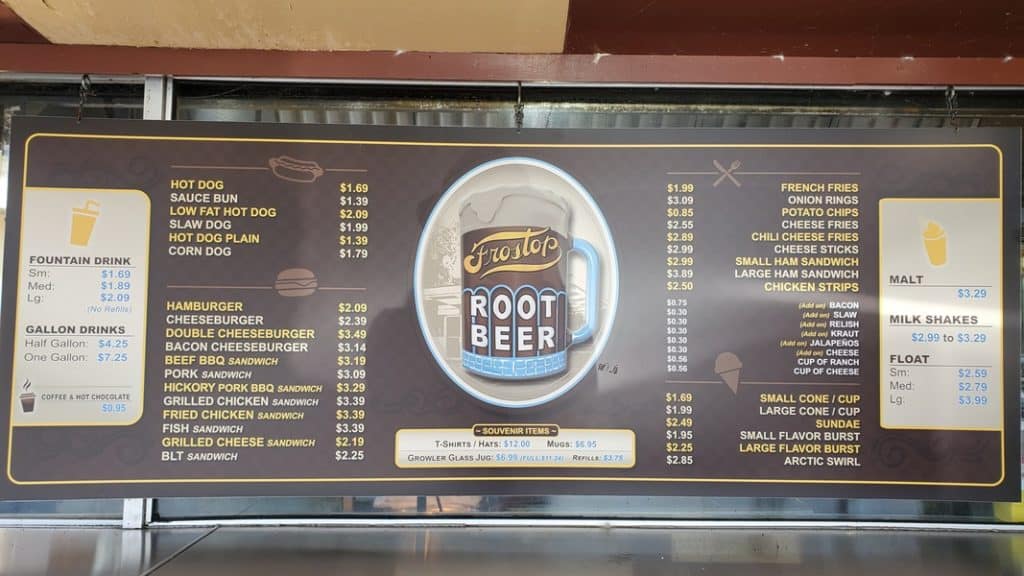 FOUNTAIN DRINK
Sm: $1.69
Med: $1.89
Lg: $2.09
(No Refills)
GALLON DRINKS
Half Gallon: $4.25
One Gallon: $7.25
COFFEE & HOT CHOCOLATE
$0.95
HOT DOG $1.69
SAUCE BUN $1.39
LOW FAT HOT DOG $2.09
SLAW DOG $1.99
HOT DOG PLAIN $1.39
CORN DOG $1.79
HAMBURGER $2.09
CHEESEBURGER $2.39
DOUBLE CHEESEBURGER $3.49
BACON CHEESEBURGER $3.14
BEEF BBQ SANDWICH $3.19
PORK SANDWICH $3.09
HICKORY PORK BBQ SANDWICH $3.29
GRILLED CHICKEN SANDWICH $3.39
FRIED CHICKEN SANDWICH $3.39
FISH SANDWICH $3.39
GRILLED CHEESE SANDWICH $2.19
BLT SANDWICH $2.25
Frostop
ROOT
BEER
SOUVENIR ITEMS
T-SHIRTS / HATS: $12.00 MUGS: $6.95
GROWLER GLASS JUG: $6.99 (FULL $11.24) REFILLS: $3.75
$1.99 FRENCH FRIES
$3.09 ONION RINGS
$0.85 POTATO CHIPS
$2.55 CHEESE FRIES
$2.89 CHILI CHEESE FRIES
$2.99 CHEESE STICKS
$2.99 SMALL HAM SANDWICH
$3.89 LARGE HAM SANDWICH
$2.50 CHICKEN STRIPS
$0.75 (Add on) BACON
$0.30 (Add on) SLAW
$0.30 (Add on) RELISH
$0.30 (Add on) KRAUT
$0.30 (Add on) JALAPEÑOS
$0.30 (Add on) CHEESE
$0.56 CUP OF RANCH
$0.56 CUP OF CHEESE
$1.69 SMALL CONE / CUP
$1.99 LARGE CONE / CUP
$2.49 SUNDAE
$1.95 SMALL FLAVOR BURST
$2.25 LARGE FLAVOR BURST
$2.85 ARCTIC SWIRL
MALT
$3.29
MILK SHAKES
$2,99 to $3.29
FLOAT
Sm: $2.59
Med: $2.79
Lg: $3.99